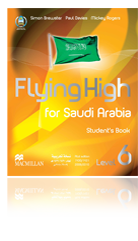 Simon Brewster Paul Davies Mickey Rogers
Flying High
for Saudi Arabia
Student's Book
MACMILLAN
Level 6